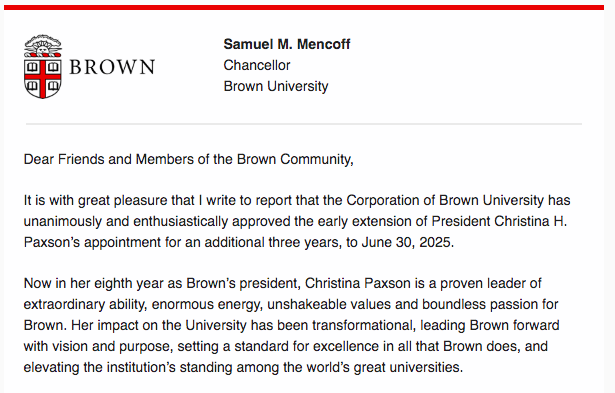 BROWN
Samuel M. Mencoff
Chancellor
Brown University
Dear Friends and Members of the Brown Community,
It is with great pleasure that I write to report that the Corporation of Brown University has
unanimously and enthusiastically approved the early extension of President Christina H.
Paxson’s appointment for an additional three years, to June 30, 2025.
Now in her eighth year as Brown’s president, Christina Paxson is a proven leader of
extraordinary ability, enormous energy, unshakeable values and boundless passion for
Brown. Her impact on the University has been transformational, leading Brown forward
with vision and purpose, setting a standard for excellence in all that Brown does, and
elevating the institution’s standing among the world’s great universities.